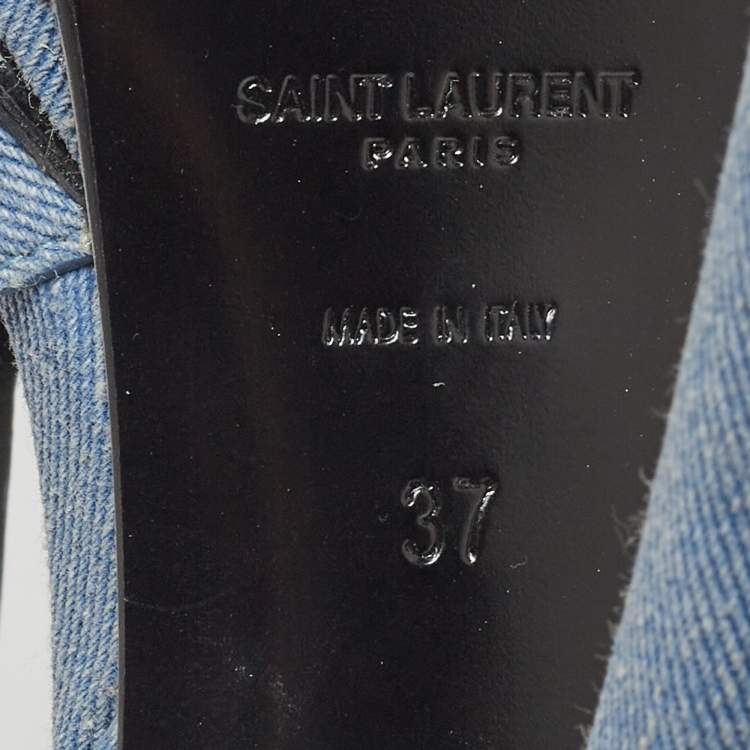 SAINT LAURENT
PARIS
MADE IN ITALY
37